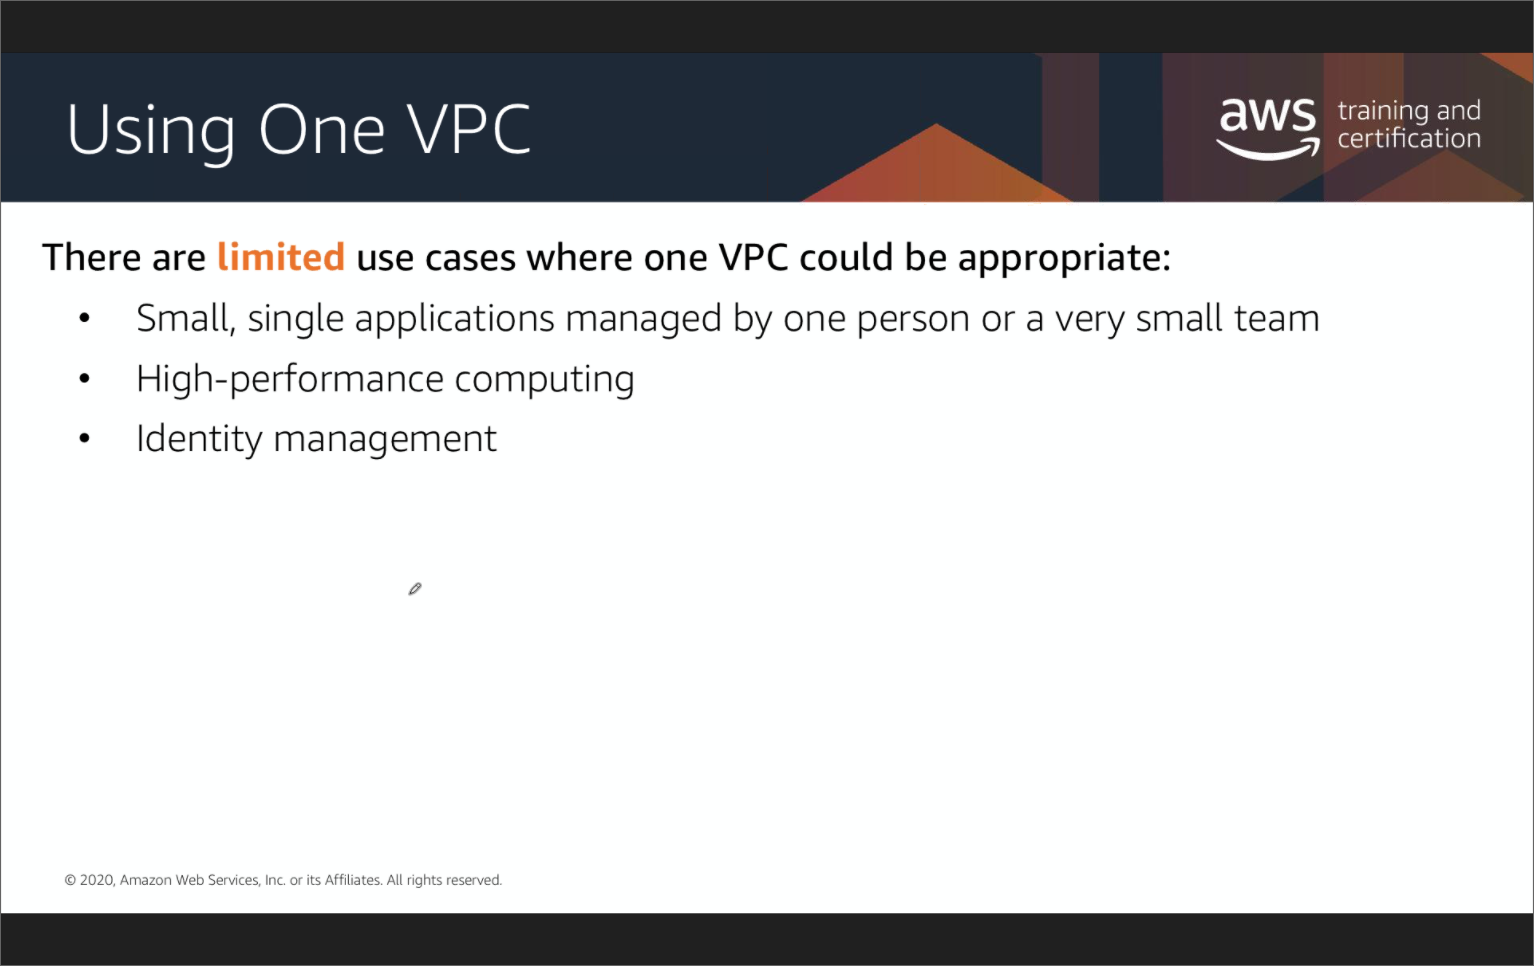 Using One VPC
aws training and
certification
There are limited use cases where one VPC could be appropriate:
• Small, single applications managed by one person or a very small team
• High-performance computing
• Identity management
© 2020, Amazon Web Services, Inc. or its Affiliates. All rights reserved.